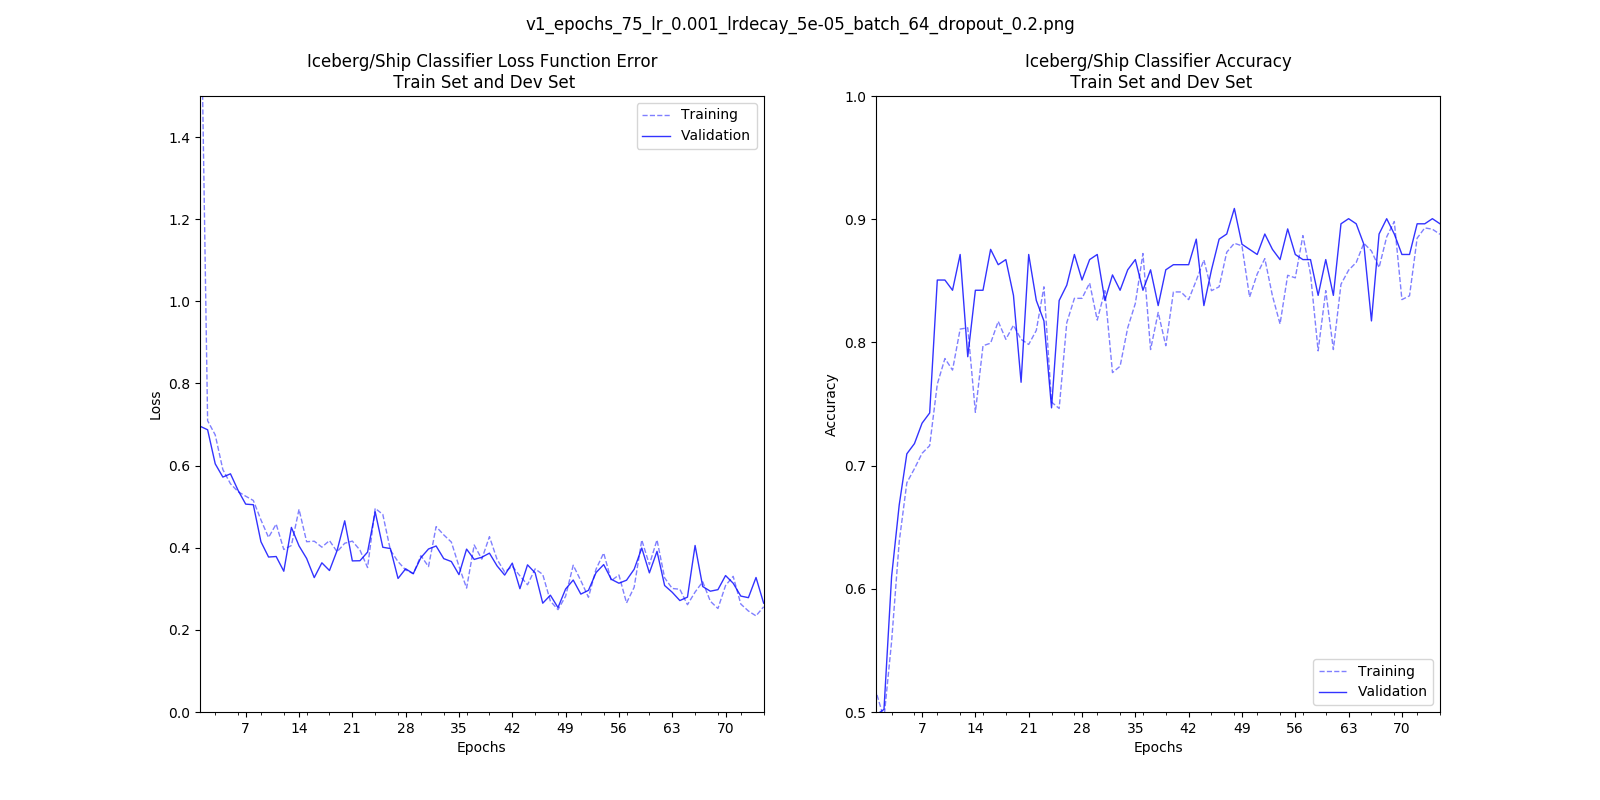 v1_epochs_75_lr_0.001_lrdecay_5e-05_batch_64_dropout_0.2.png
Iceberg/Ship Classifier Loss Function Error
Train Set and Dev Set
Training
Validation
1.4
1.2
1.0
0.8
0.6
0.4
0.2
0.0
Loss
7 14 21 28 35 42 49 56 63 70
Epochs
Iceberg/Ship Classifier Accuracy
Train Set and Dev Set
1.0
0.9
0.8
0.7
0.6
0.5
Accuracy
Training
Validation
7 14 21 28 35 42 49 56 63 70
Epochs